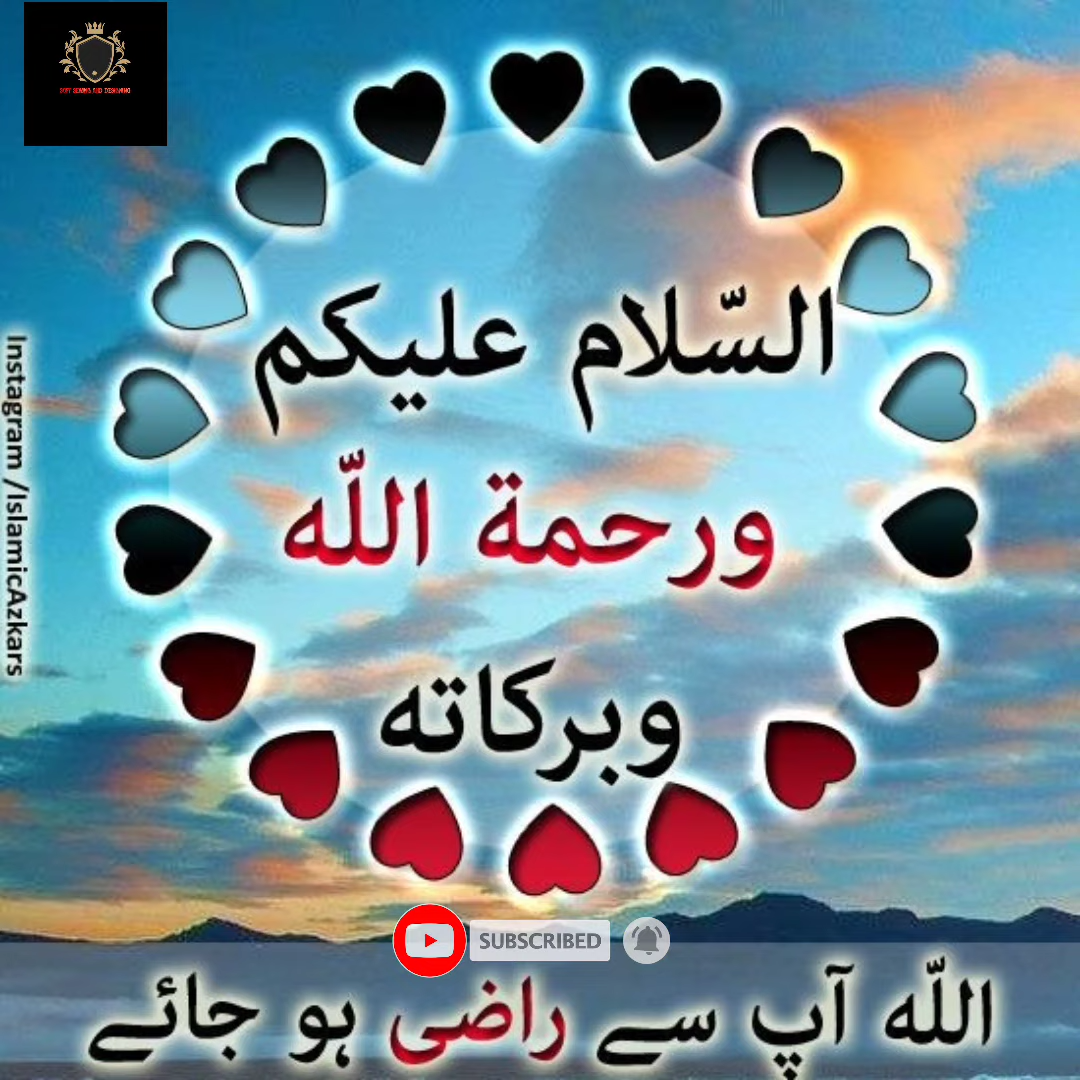 السّلام علیکم
ورحمة اللّٰه
وبرکاته
SUBSCRIBED
اللّٰه آپ سے راضی ہو جائے
Instagram /IslamicAzkars